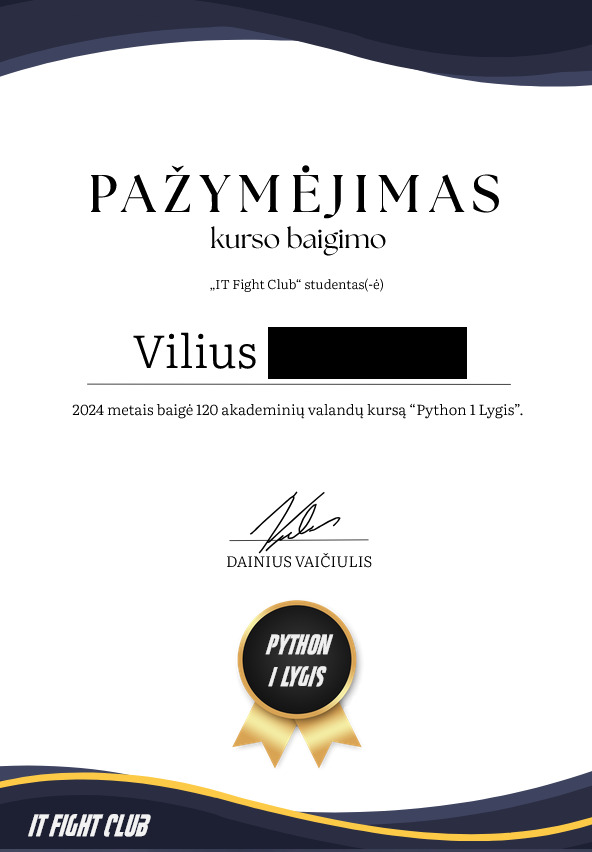 PAŽYMĖJIMAS
kurso baigimo
„IT Fight Club“ studentas(-ė)
Vilius
2024 metais baigė 120 akademinių valandų kursą “Python 1 Lygis”.
DAINIUS VAIČIULIS
PYTHON
1 LYGIS
IT FIGHT CLUB